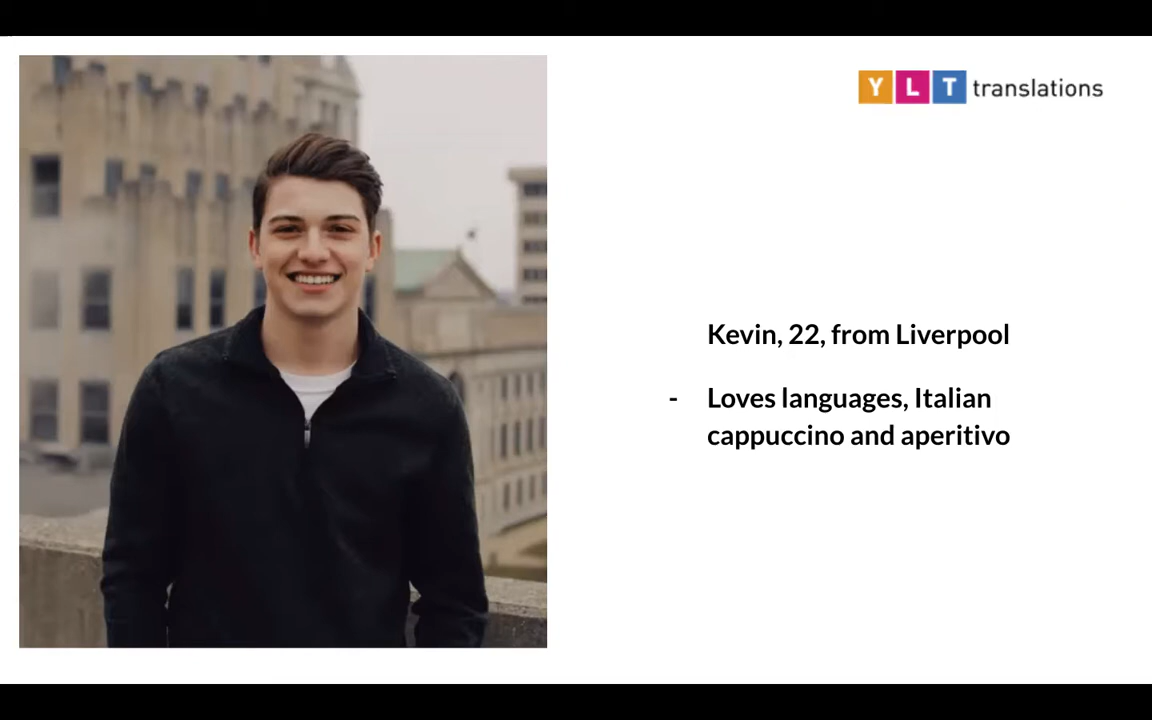 YLT translations
Kevin, 22, from Liverpool
- Loves languages, Italian
cappuccino and aperitivo